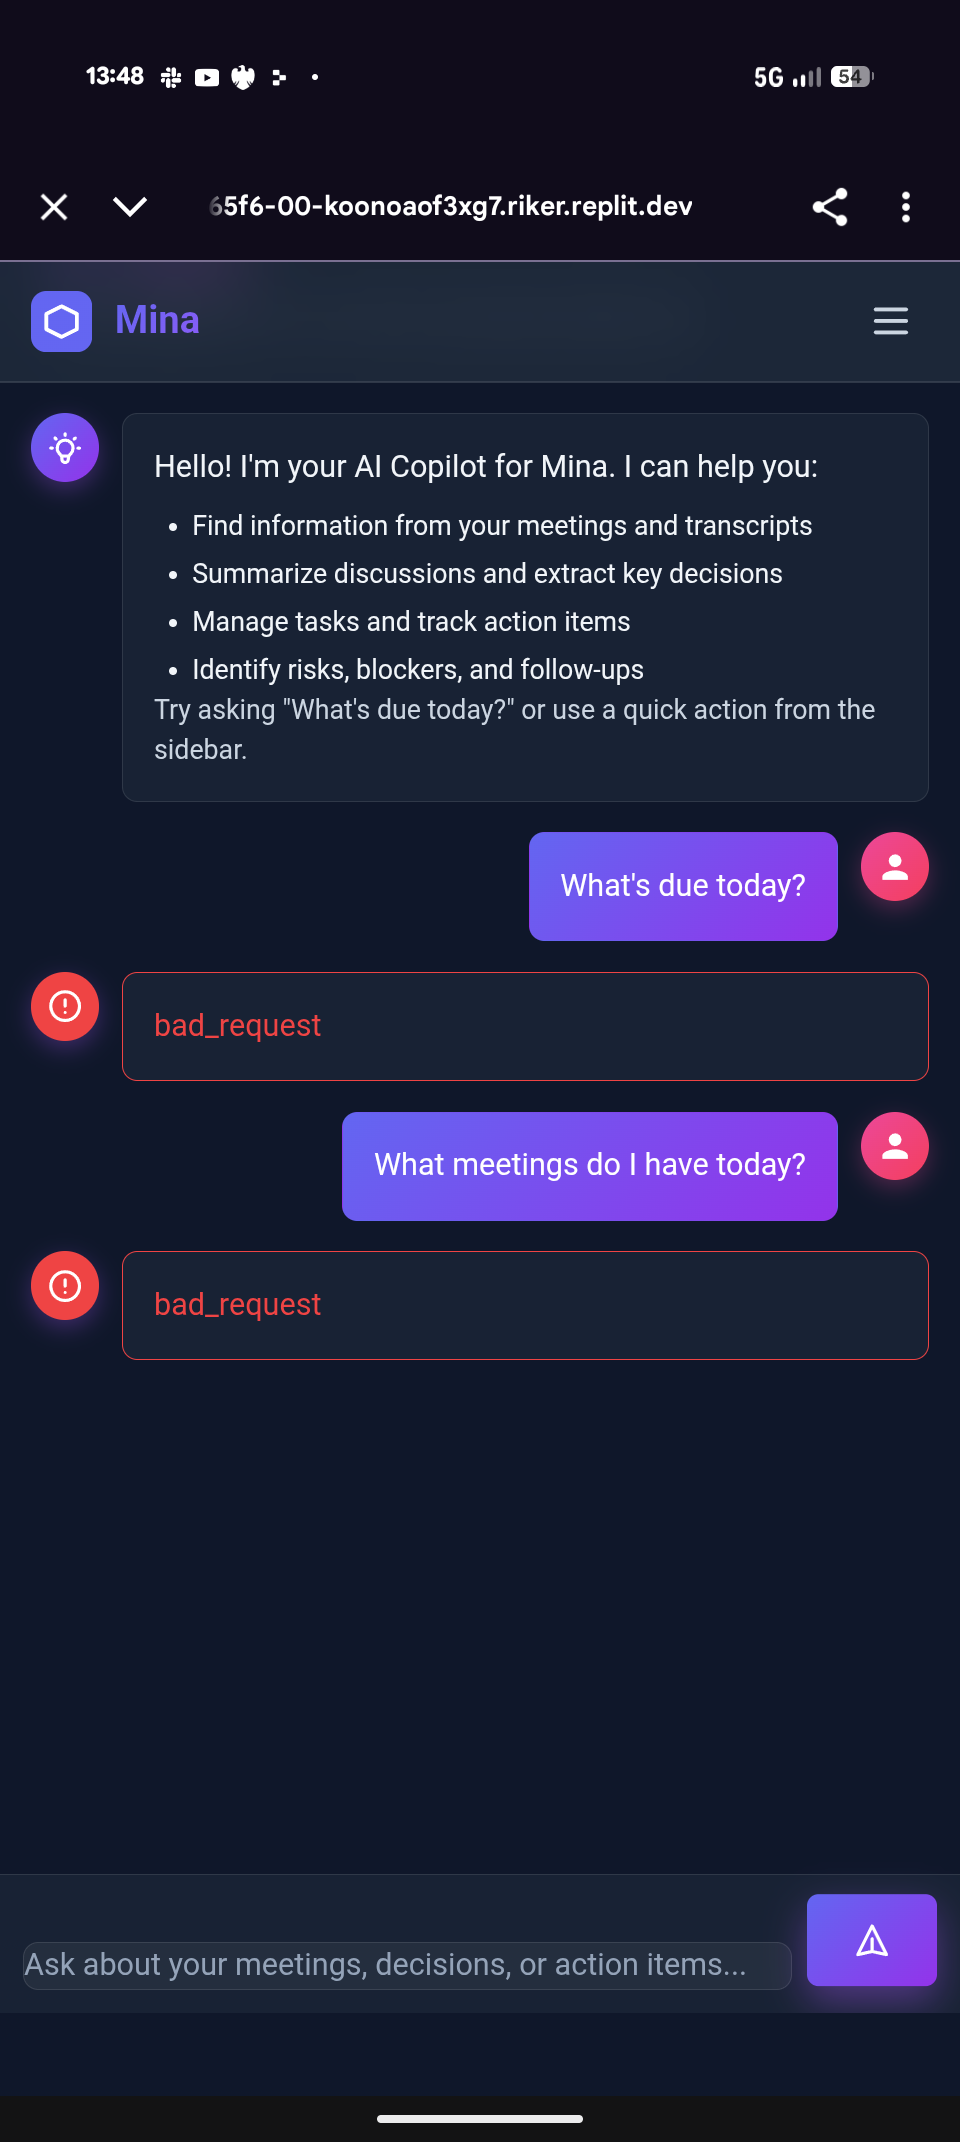 13:48
5G
54
65f6-00-koonoaof3xg7.riker.replit.dev
Mina
Hello! I'm your AI Copilot for Mina. I can help you:
• Find information from your meetings and transcripts
• Summarize discussions and extract key decisions
• Manage tasks and track action items
• Identify risks, blockers, and follow-ups
Try asking "What's due today?" or use a quick action from the
sidebar.
What's due today?
bad_request
What meetings do I have today?
bad_request
Ask about your meetings, decisions, or action items...